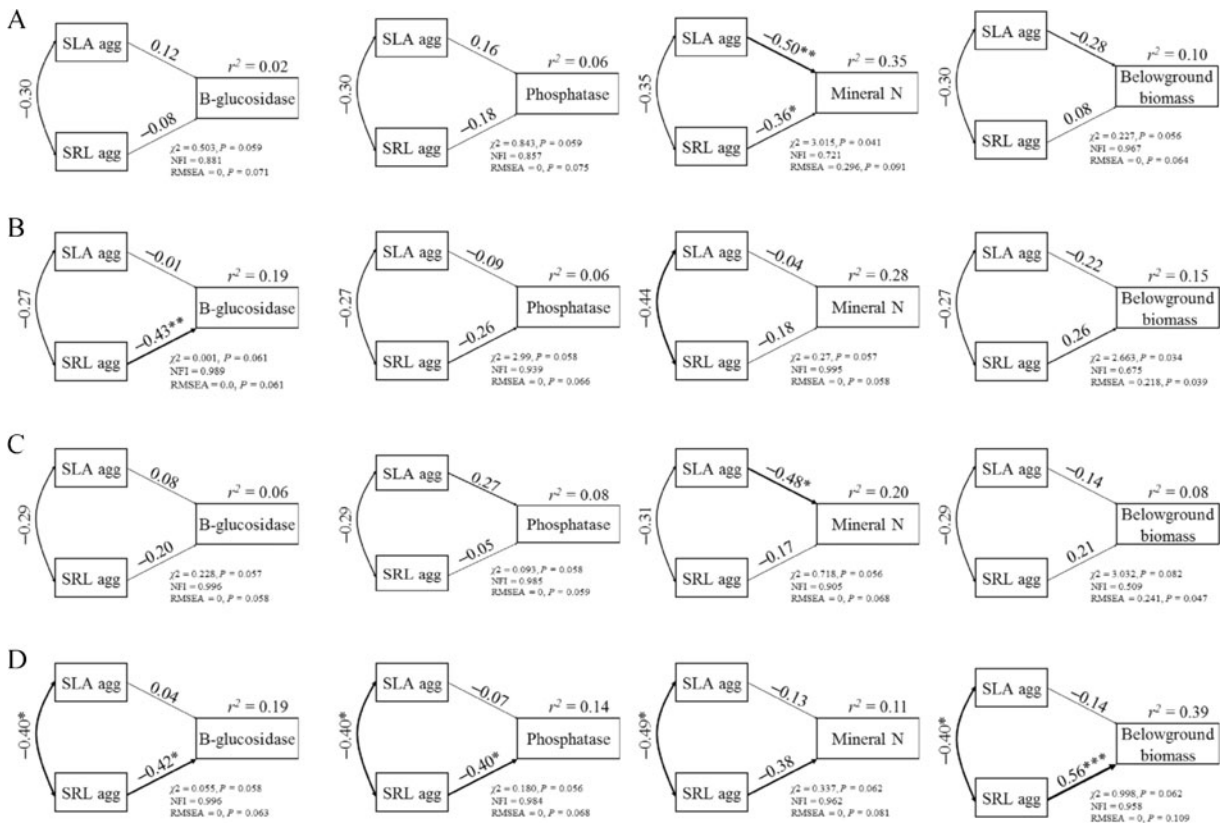 A
SLA agg
0.12
r² = 0.02
−0.30
B-glucosidase
−0.08
SRL agg
χ2 = 0.503, P = 0.059
NFI = 0.881
RMSEA = 0, P = 0.071
SLA agg
0.16
r² = 0.06
−0.30
Phosphatase
−0.18
SRL agg
χ2 = 0.843, P = 0.059
NFI = 0.857
RMSEA = 0, P = 0.075
SLA agg
−0.50**
r² = 0.35
−0.35
Mineral N
−0.36*
SRL agg
χ2 = 3.015, P = 0.041
NFI = 0.721
RMSEA = 0.296, P = 0.091
SLA agg
−0.28
r² = 0.10
−0.30
Belowground
biomass
0.08
SRL agg
χ2 = 0.227, P = 0.056
NFI = 0.967
RMSEA = 0, P = 0.064
B
SLA agg
−0.01
r² = 0.19
−0.27
B-glucosidase
−0.43**
SRL agg
χ2 = 0.001, P = 0.061
NFI = 0.989
RMSEA = 0.0, P = 0.061
SLA agg
−0.09
r² = 0.06
−0.27
Phosphatase
−0.26
SRL agg
χ2 = 2.99, P = 0.058
NFI = 0.939
RMSEA = 0, P = 0.066
SLA agg
−0.04
r² = 0.28
−0.44
Mineral N
−0.18
SRL agg
χ2 = 0.27, P = 0.057
NFI = 0.995
RMSEA = 0, P = 0.058
SLA agg
−0.22
r² = 0.15
−0.27
Belowground
biomass
0.26
SRL agg
χ2 = 2.663, P = 0.034
NFI = 0.675
RMSEA = 0.218, P = 0.039
C
SLA agg
0.08
r² = 0.06
−0.29
B-glucosidase
−0.20
SRL agg
χ2 = 0.228, P = 0.057
NFI = 0.996
RMSEA = 0, P = 0.058
SLA agg
0.27
r² = 0.08
−0.29
Phosphatase
−0.05
SRL agg
χ2 = 0.093, P = 0.058
NFI = 0.985
RMSEA = 0, P = 0.059
SLA agg
−0.48*
r² = 0.20
−0.31
Mineral N
−0.17
SRL agg
χ2 = 0.718, P = 0.056
NFI = 0.905
RMSEA = 0, P = 0.068
SLA agg
−0.14
r² = 0.08
−0.29
Belowground
biomass
0.21
SRL agg
χ2 = 3.032, P = 0.082
NFI = 0.509
RMSEA = 0.241, P = 0.047
D
SLA agg
0.04
r² = 0.19
−0.40*
B-glucosidase
−0.42*
SRL agg
χ2 = 0.055, P = 0.058
NFI = 0.996
RMSEA = 0, P = 0.063
SLA agg
−0.07
r² = 0.14
−0.40*
Phosphatase
−0.40*
SRL agg
χ2 = 0.180, P = 0.056
NFI = 0.984
RMSEA = 0, P = 0.068
SLA agg
−0.13
r² = 0.11
−0.49*
Mineral N
−0.38
SRL agg
χ2 = 0.337, P = 0.062
NFI = 0.962
RMSEA = 0, P = 0.081
SLA agg
−0.14
r² = 0.39
−0.40*
Belowground
biomass
0.56***
SRL agg
χ2 = 0.998, P = 0.062
NFI = 0.958
RMSEA = 0, P = 0.109